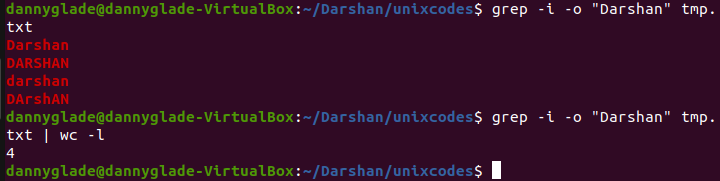 dannyglade@dannyglade-VirtualBox:~/Darshan/unixcodes$ grep -i -o "Darshan" tmp.
txt
Darshan
DARSHAN
darshan
DArshAN
dannyglade@dannyglade-VirtualBox:~/Darshan/unixcodes$ grep -i -o "Darshan" tmp.
txt | wc -l
4
dannyglade@dannyglade-VirtualBox:~/Darshan/unixcodes$